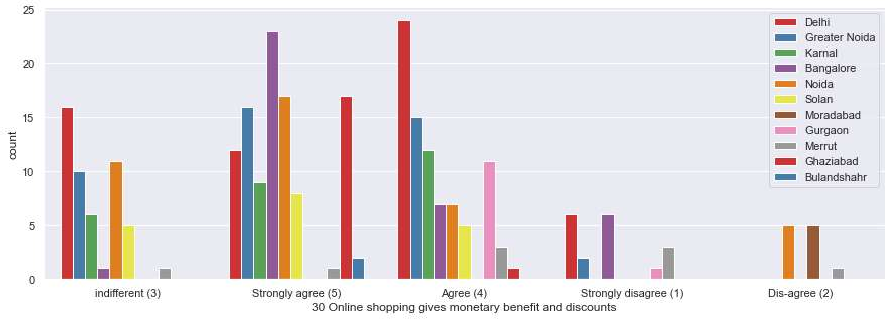 25
20
15
10
5
0
count
Delhi
Greater Noida
Karnal
Bangalore
Noida
Solan
Moradabad
Gurgaon
Merrut
Ghaziabad
Bulandshahr
indifferent (3) Strongly agree (5) Agree (4) Strongly disagree (1) Dis-agree (2)
30 Online shopping gives monetary benefit and discounts